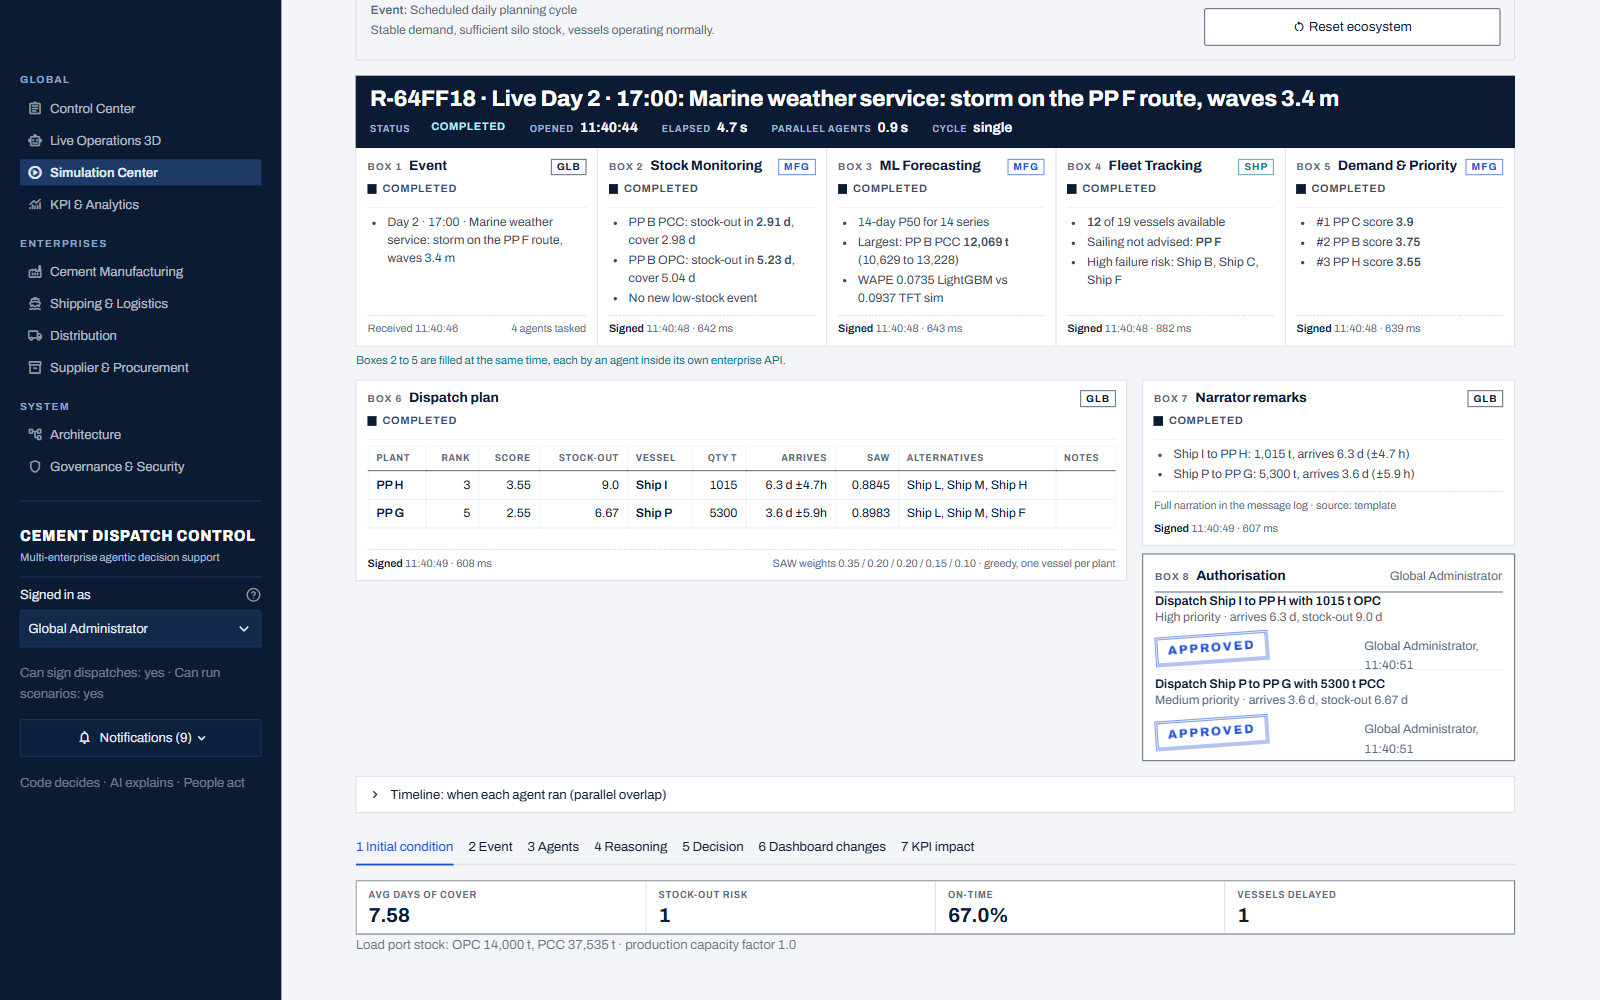 GLOBAL
Control Center
Live Operations 3D
Simulation Center
KPI & Analytics
ENTERPRISES
Cement Manufacturing
Shipping & Logistics
Distribution
Supplier & Procurement
SYSTEM
Architecture
Governance & Security
CEMENT DISPATCH CONTROL
Multi-enterprise agentic decision support
Signed in as
Global Administrator
Can sign dispatches: yes · Can run
scenarios: yes
Notifications (9)
Code decides · AI explains · People act
Event: Scheduled daily planning cycle
Stable demand, sufficient silo stock, vessels operating normally.
Reset ecosystem
R-64FF18 · Live Day 2 · 17:00: Marine weather service: storm on the PP F route, waves 3.4 m
STATUS COMPLETED OPENED 11:40:44 ELAPSED 4.7 s PARALLEL AGENTS 0.9 s CYCLE single
BOX 1 Event GLB
COMPLETED
• Day 2 · 17:00 · Marine weather
service: storm on the PP F route,
waves 3.4 m
Received 11:40:46 4 agents tasked
BOX 2 Stock Monitoring MFG
COMPLETED
• PP B PCC: stock-out in 2.91 d,
cover 2.98 d
• PP B OPC: stock-out in 5.23 d,
cover 5.04 d
• No new low-stock event
Signed 11:40:48 · 642 ms
BOX 3 ML Forecasting MFG
COMPLETED
• 14-day P50 for 14 series
• Largest: PP B PCC 12,069 t
(10,629 to 13,228)
• WAPE 0.0735 LightGBM vs
0.0937 TFT sim
Signed 11:40:48 · 643 ms
BOX 4 Fleet Tracking SHP
COMPLETED
• 12 of 19 vessels available
• Sailing not advised: PP F
• High failure risk: Ship B, Ship C,
Ship F
Signed 11:40:48 · 882 ms
BOX 5 Demand & Priority MFG
COMPLETED
• #1 PP C score 3.9
• #2 PP B score 3.75
• #3 PP H score 3.55
Signed 11:40:48 · 639 ms
Boxes 2 to 5 are filled at the same time, each by an agent inside its own enterprise API.
BOX 6 Dispatch plan GLB
COMPLETED
PLANT RANK SCORE STOCK-OUT VESSEL QTY T ARRIVES SAW ALTERNATIVES NOTES
PP H 3 3.55 9.0 Ship I 1015 6.3 d ±4.7h 0.8845 Ship L, Ship M, Ship H
PP G 5 2.55 6.67 Ship P 5300 3.6 d ±5.9h 0.8983 Ship L, Ship M, Ship F
Signed 11:40:49 · 608 ms SAW weights 0.35 / 0.20 / 0.20 / 0.15 / 0.10 · greedy, one vessel per plant
BOX 7 Narrator remarks GLB
COMPLETED
• Ship I to PP H: 1,015 t, arrives 6.3 d (±4.7 h)
• Ship P to PP G: 5,300 t, arrives 3.6 d (±5.9 h)
Full narration in the message log · source: template
Signed 11:40:49 · 607 ms
BOX 8 Authorisation Global Administrator
Dispatch Ship I to PP H with 1015 t OPC
High priority · arrives 6.3 d, stock-out 9.0 d
APPROVED
Global Administrator,
11:40:51
Dispatch Ship P to PP G with 5300 t PCC
Medium priority · arrives 3.6 d, stock-out 6.67 d
APPROVED
Global Administrator,
11:40:51
Timeline: when each agent ran (parallel overlap)
1 Initial condition 2 Event 3 Agents 4 Reasoning 5 Decision 6 Dashboard changes 7 KPI impact
AVG DAYS OF COVER
7.58
STOCK-OUT RISK
1
ON-TIME
67.0%
VESSELS DELAYED
1
Load port stock: OPC 14,000 t, PCC 37,535 t · production capacity factor 1.0